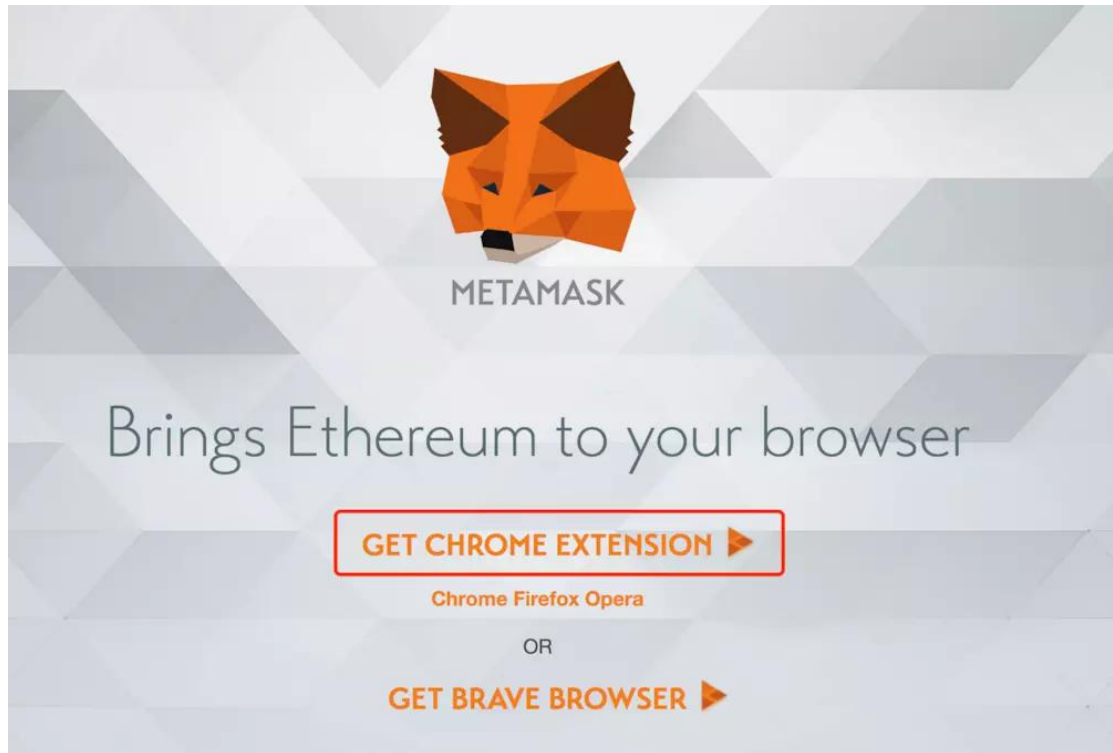 METAMASK
Brings Ethereum to your browser
GET CHROME EXTENSION
Chrome Firefox Opera
OR
GET BRAVE BROWSER